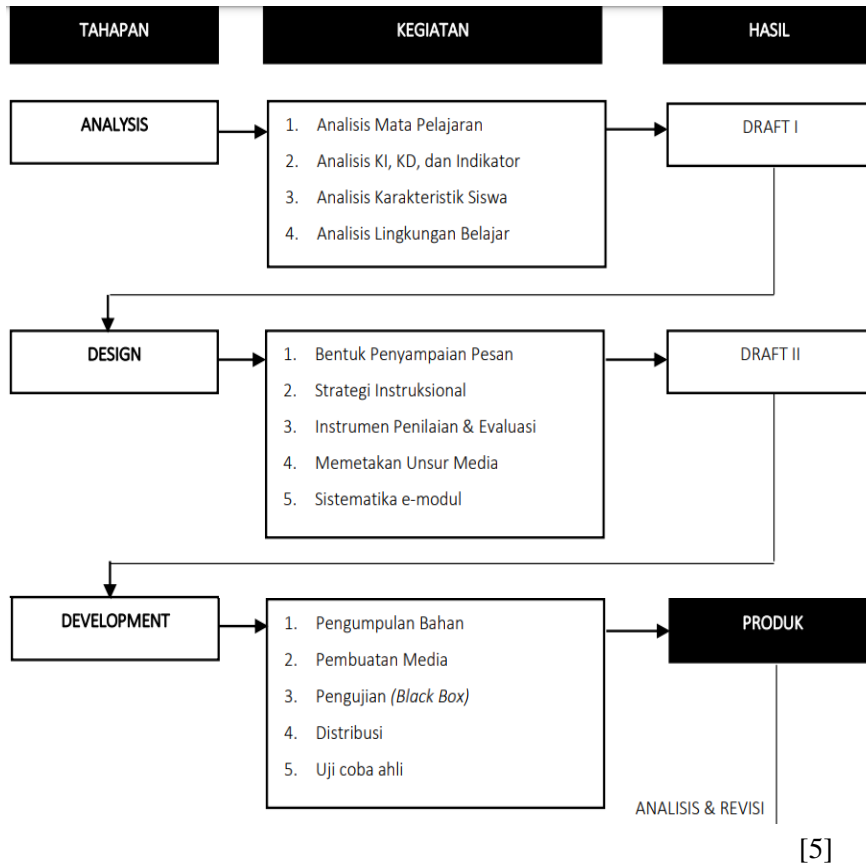 TAHAPAN
KEGIATAN
HASIL
ANALYSIS
1. Analisis Mata Pelajaran
2. Analisis KI, KD, dan Indikator
3. Analisis Karakteristik Siswa
4. Analisis Lingkungan Belajar
DRAFT I
DESIGN
1. Bentuk Penyampaian Pesan
2. Strategi Instruksional
3. Instrumen Penilaian & Evaluasi
4. Memetakan Unsur Media
5. Sistematika e-modul
DRAFT II
DEVELOPMENT
1. Pengumpulan Bahan
2. Pembuatan Media
3. Pengujian (Black Box)
4. Distribusi
5. Uji coba ahli
PRODUK
ANALISIS & REVISI
[5]